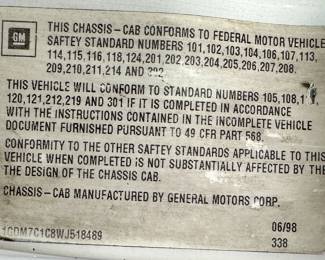 GM
THIS CHASSIS-CAB CONFORMS TO FEDERAL MOTOR VEHICLE
SAFTEY STANDARD NUMBERS 101,102,103,104,106,107,113,
114,115,116,118,124,201,202,203,204,205,206,207,208,
209,210,211,214 AND
THIS VEHICLE WILL CONFORM TO STANDARD NUMBERS 105,108,
120,121,212,219 AND 301 IF IT IS COMPLETED IN ACCORDANCE
WITH THE INSTRUCTIONS CONTAINED IN THE INCOMPLETE VEHICLE
DOCUMENT FURNISHED PURSUANT TO 49 CFR PART 568.
CONFORMITY TO THE OTHER SAFTEY STANDARDS APPLICABLE TO THIS
VEHICLE WHEN COMPLETED IS NOT SUBSTANTIALLY AFFECTED BY THE
THE DESIGN OF THE CHASSIS CAB.
CHASSIS-CAB MANUFACTURED BY GENERAL MOTORS CORP.
06/98
1GDM7C1C8WJ518489
338